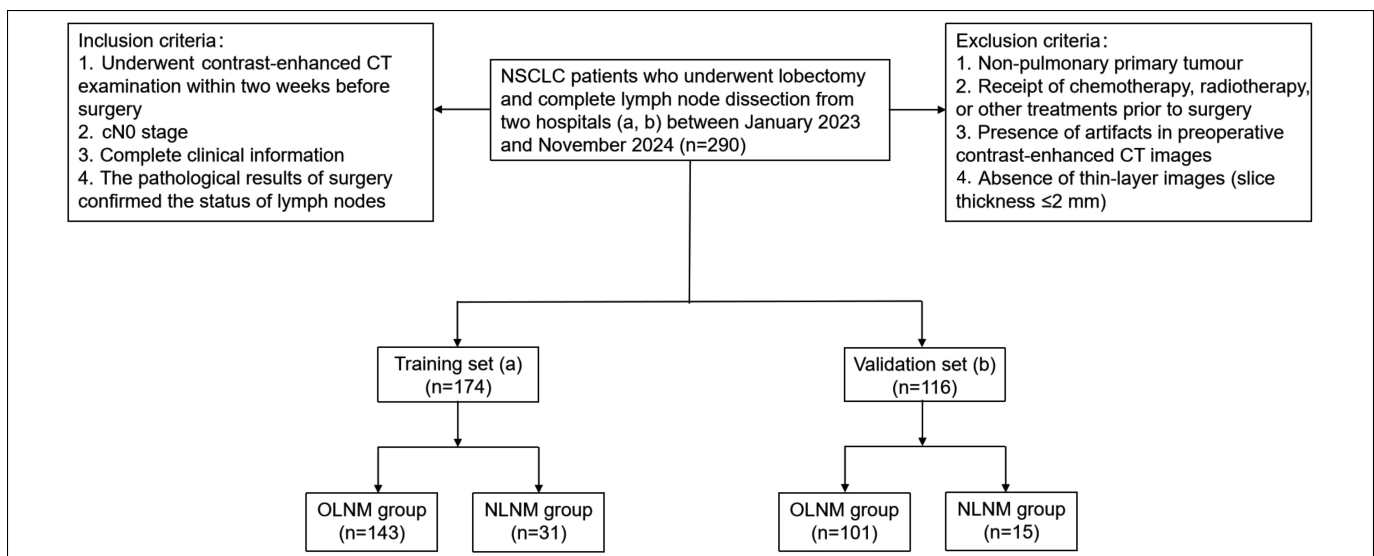 Inclusion criteria:
1. Underwent contrast-enhanced CT
examination within two weeks before
surgery
2. cN0 stage
3. Complete clinical information
4. The pathological results of surgery
confirmed the status of lymph nodes
NSCLC patients who underwent lobectomy
and complete lymph node dissection from
two hospitals (a, b) between January 2023
and November 2024 (n=290)
Exclusion criteria:
1. Non-pulmonary primary tumour
2. Receipt of chemotherapy, radiotherapy,
or other treatments prior to surgery
3. Presence of artifacts in preoperative
contrast-enhanced CT images
4. Absence of thin-layer images (slice
thickness ≤2 mm)
Training set (a)
(n=174)
Validation set (b)
(n=116)
OLNM group
(n=143)
NLNM group
(n=31)
OLNM group
(n=101)
NLNM group
(n=15)